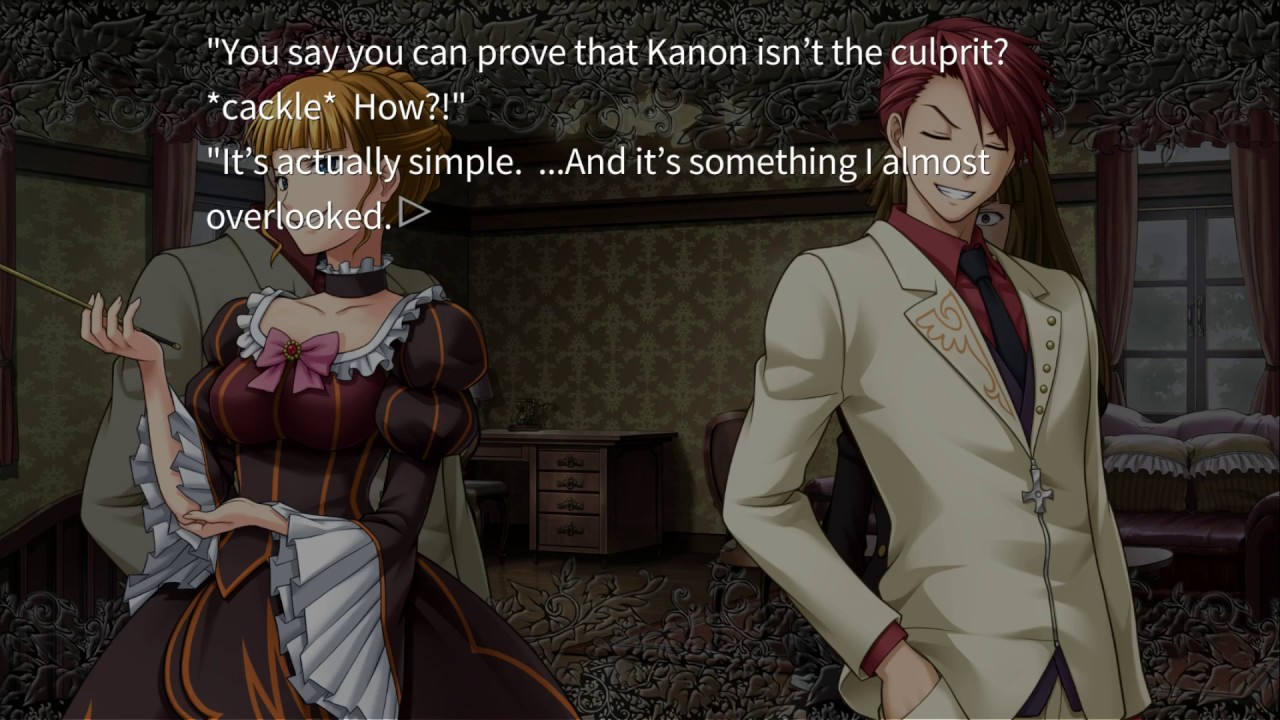 "You say you can prove that Kanon isn’t the culprit?
*cackle*  How?!"
"It’s actually simple.  ...And it’s something I almost
overlooked.